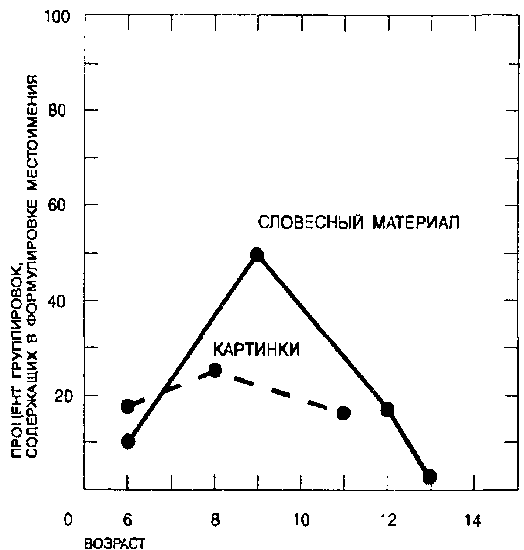 100
80
60
40
20
ПРОЦЕНТ ГРУППИРОВОК,
СОДЕРЖАЩИХ В ФОРМУЛИРОВКЕ МЕСТОИМЕНИЯ
СЛОВЕСНЫЙ МАТЕРИАЛ
КАРТИНКИ
0 6 8 10 12 14
ВОЗРАСТ